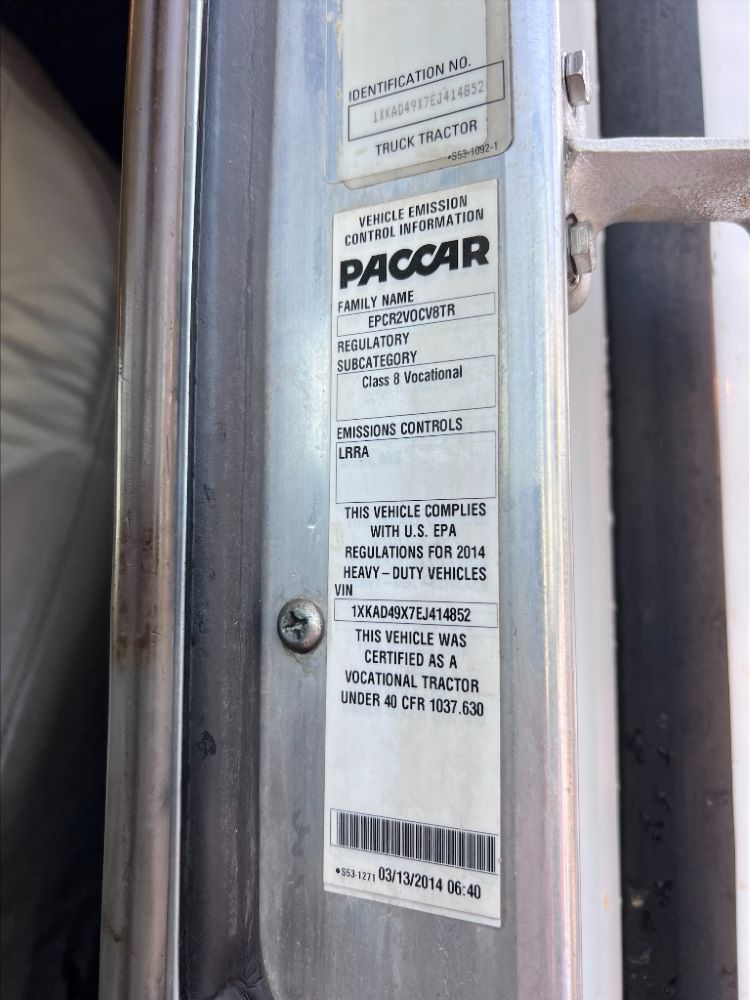 IDENTIFICATION NO.
1XKAD49X7EJ414852
TRUCK TRACTOR
•S53-1092-1
VEHICLE EMISSION
CONTROL INFORMATION
PACCAR
FAMILY NAME
EPCR2VOCV8TR
REGULATORY
SUBCATEGORY
Class 8 Vocational
EMISSIONS CONTROLS
LRRA
THIS VEHICLE COMPLIES
WITH U.S. EPA
REGULATIONS FOR 2014
HEAVY-DUTY VEHICLES
VIN
1XKAD49X7EJ414852
THIS VEHICLE WAS
CERTIFIED AS A
VOCATIONAL TRACTOR
UNDER 40 CFR 1037.630
•S53-1271 03/13/2014 06:40